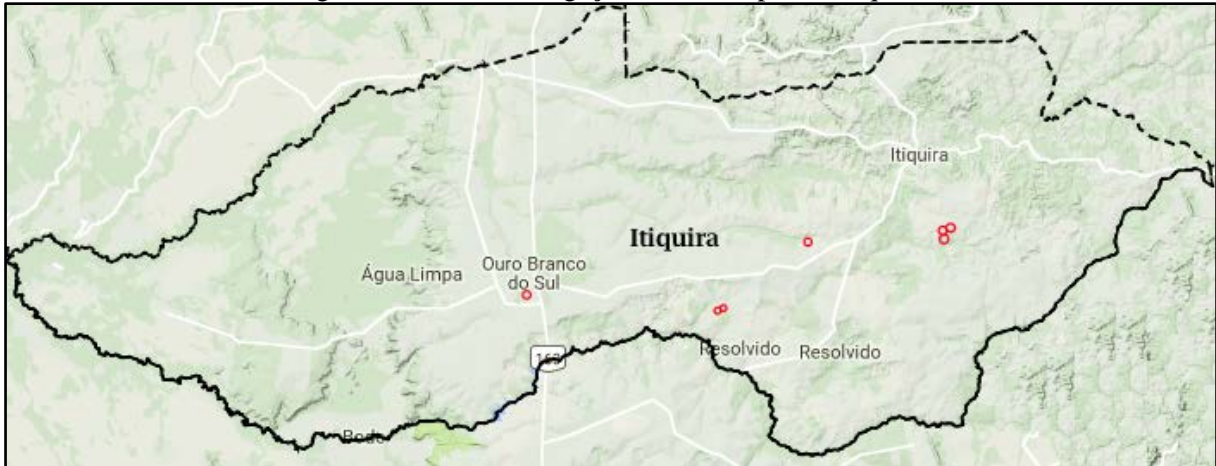 Itiquira
Itiquira
Água Limpa
Ouro Branco
do Sul
Resolvido
Resolvido
163